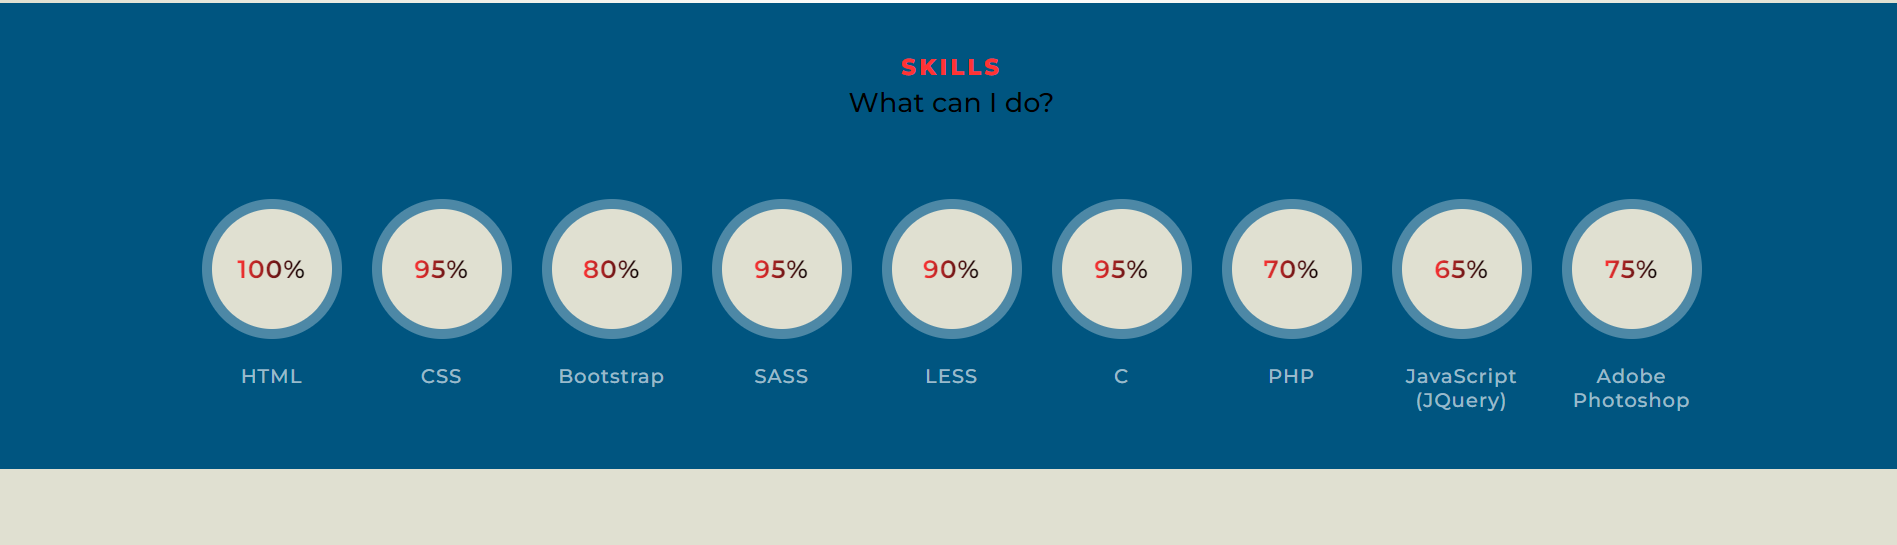 SKILLS
What can I do?
100%
95%
80%
95%
90%
95%
70%
65%
75%
HTML
CSS
Bootstrap
SASS
LESS
C
PHP
JavaScript
(JQuery)
Adobe
Photoshop